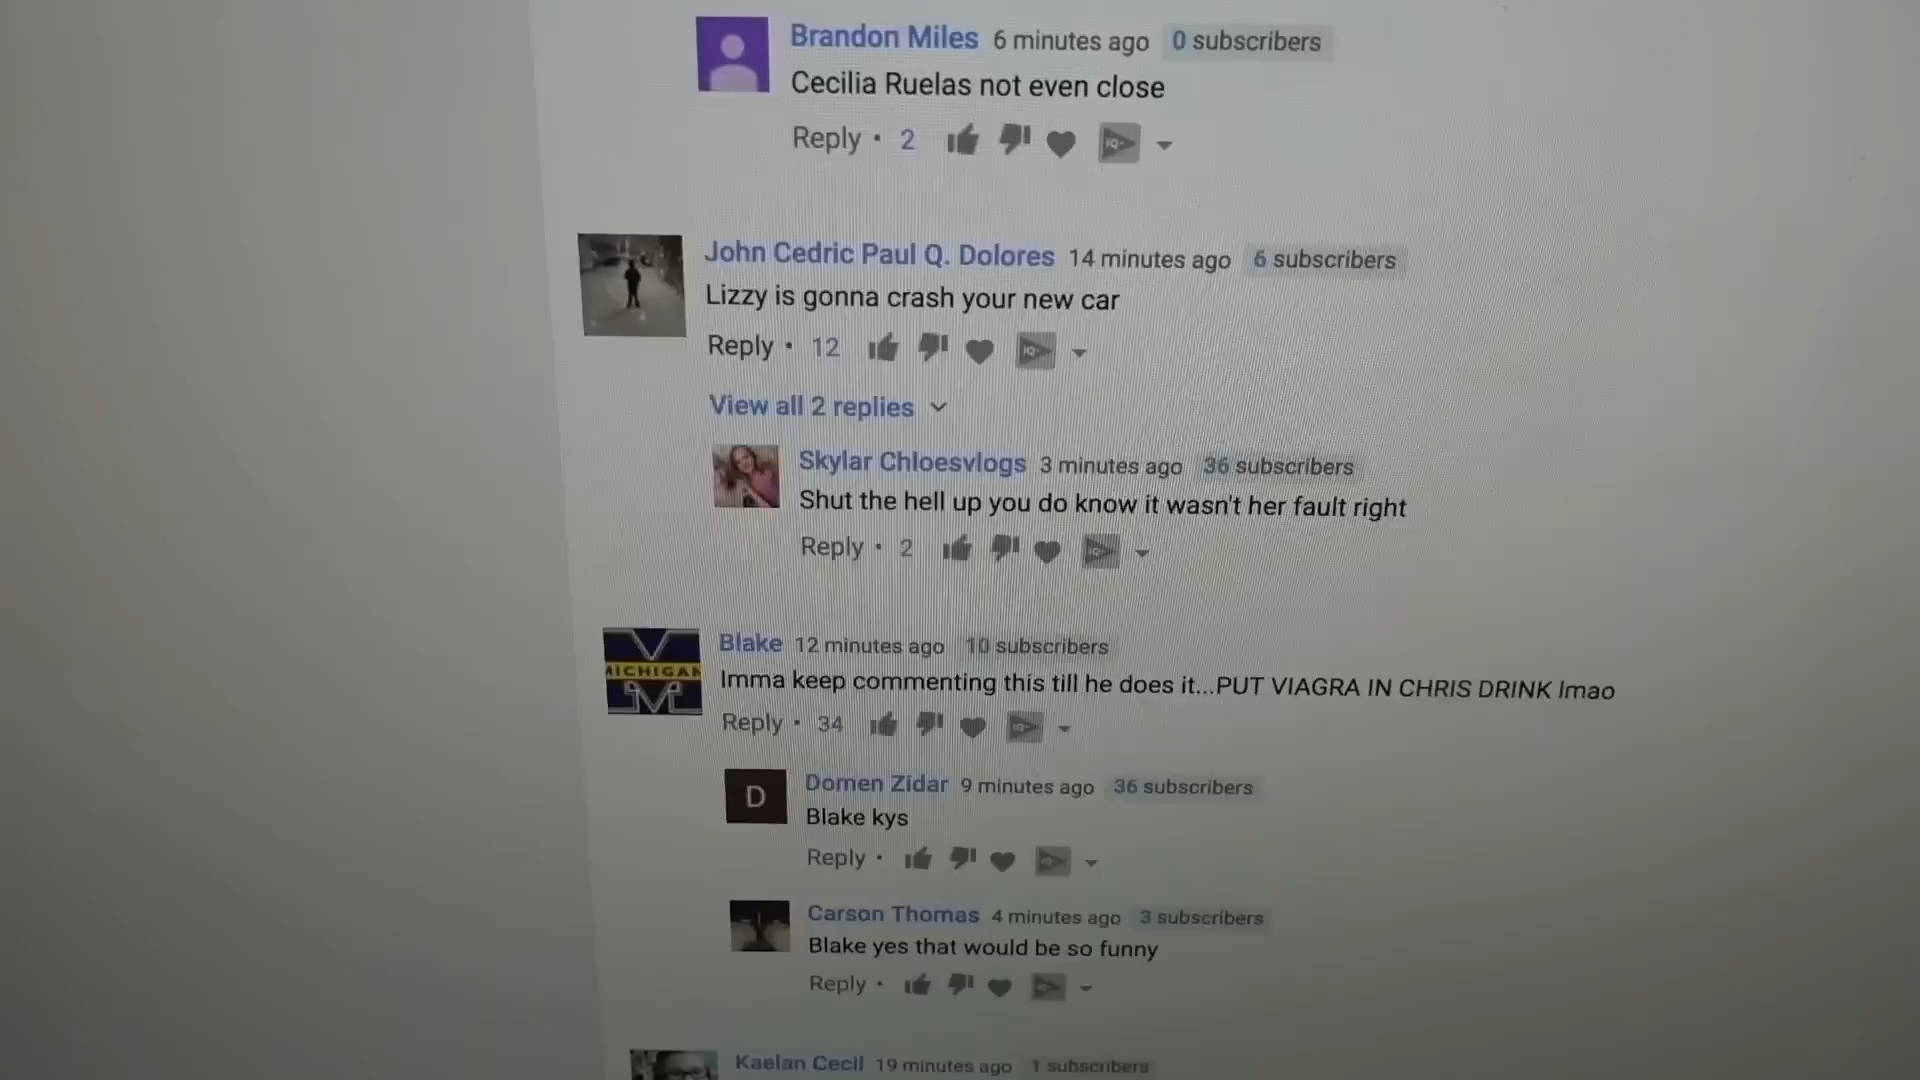 Brandon Miles 6 minutes ago 0 subscribers
Cecilia Ruelas not even close
Reply • 2 IQ
John Cedric Paul Q. Dolores 14 minutes ago 6 subscribers
Lizzy is gonna crash your new car
Reply • 12 IQ
View all 2 replies
Skylar Chloesvlogs 3 minutes ago 36 subscribers
Shut the hell up you do know it wasn't her fault right
Reply • 2 IQ
MICHIGAN
M
Blake 12 minutes ago 10 subscribers
Imma keep commenting this till he does it...PUT VIAGRA IN CHRIS DRINK lmao
Reply • 34 IQ
D
Domen Zidar 9 minutes ago 36 subscribers
Blake kys
Reply • IQ
Carson Thomas 4 minutes ago 3 subscribers
Blake yes that would be so funny
Reply •
Kaelan Cecil 19 minutes ago 1 subscribers